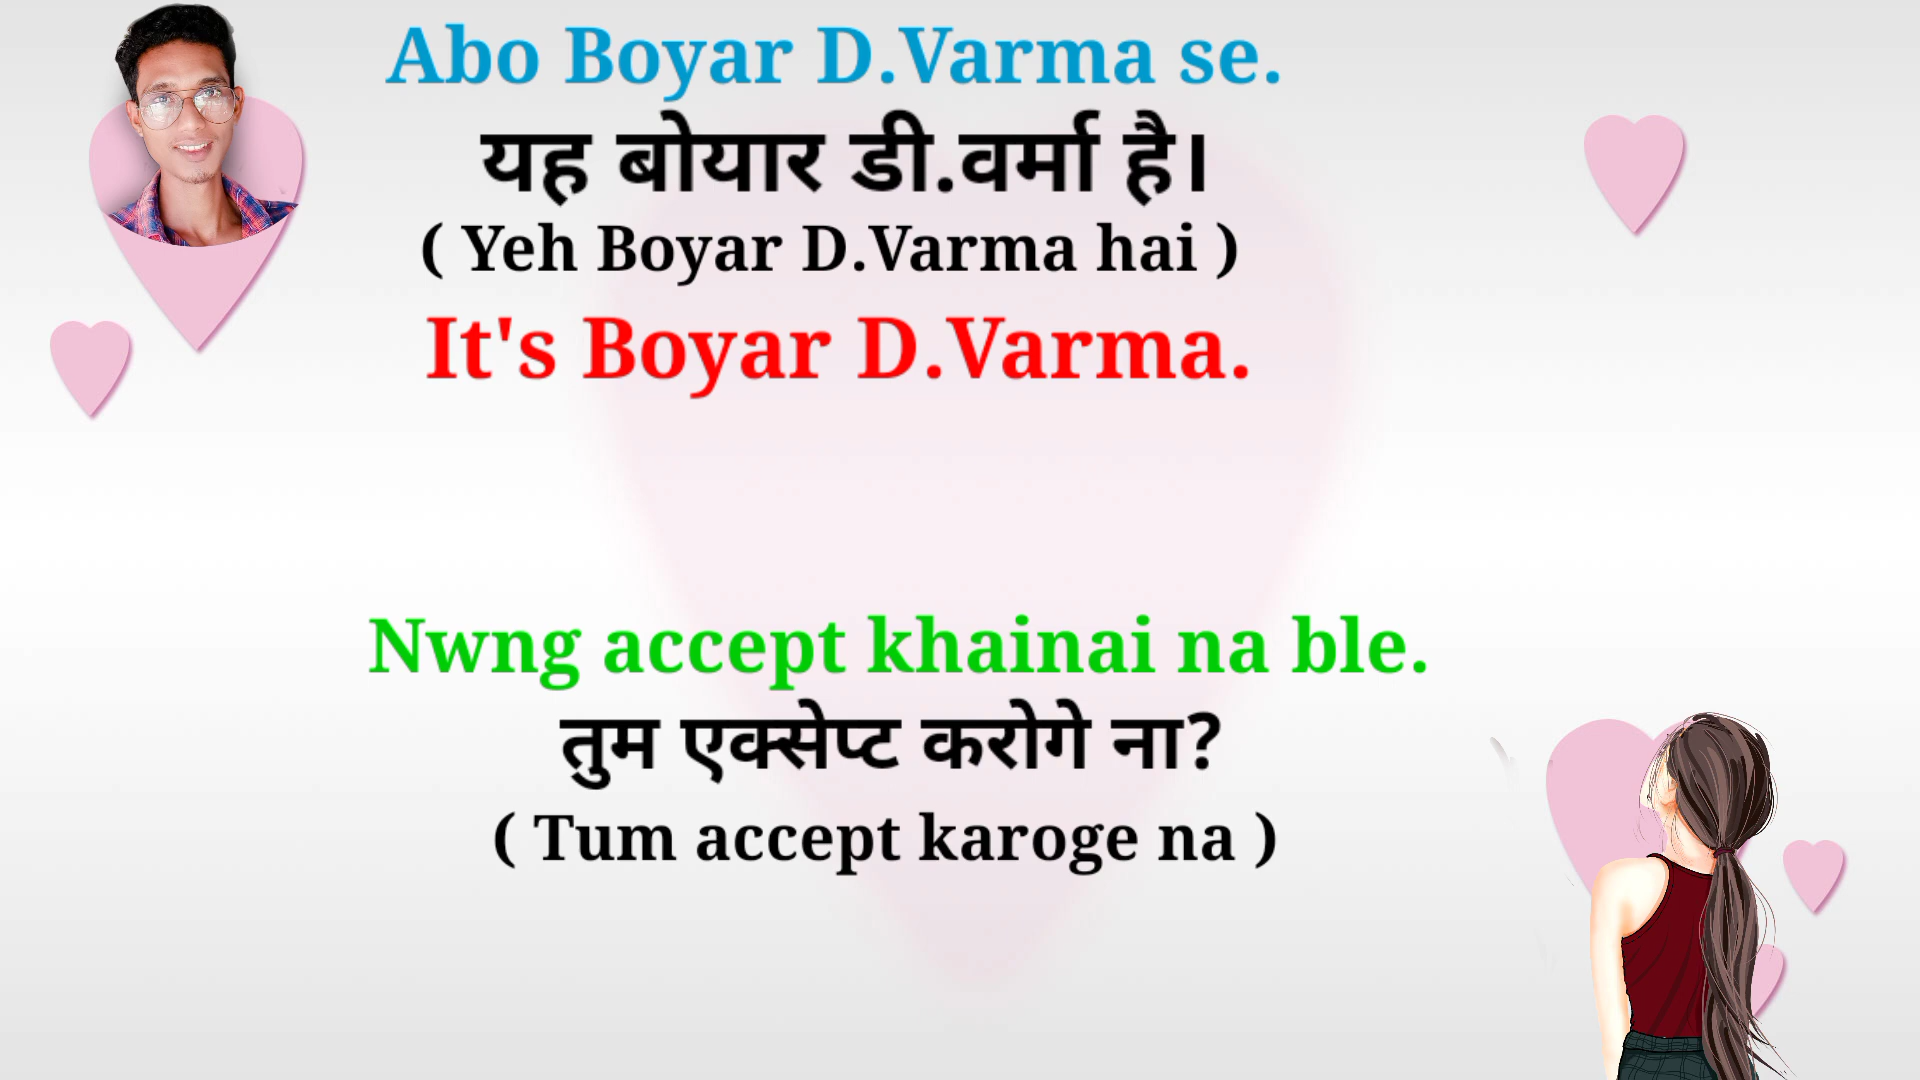 Abo Boyar D.Varma se.
यह बोयार डी.वर्मा है।
( Yeh Boyar D.Varma hai )
It's Boyar D.Varma.
Nwng accept khainai na ble.
तुम एक्सेप्ट करोगे ना?
( Tum accept karoge na )